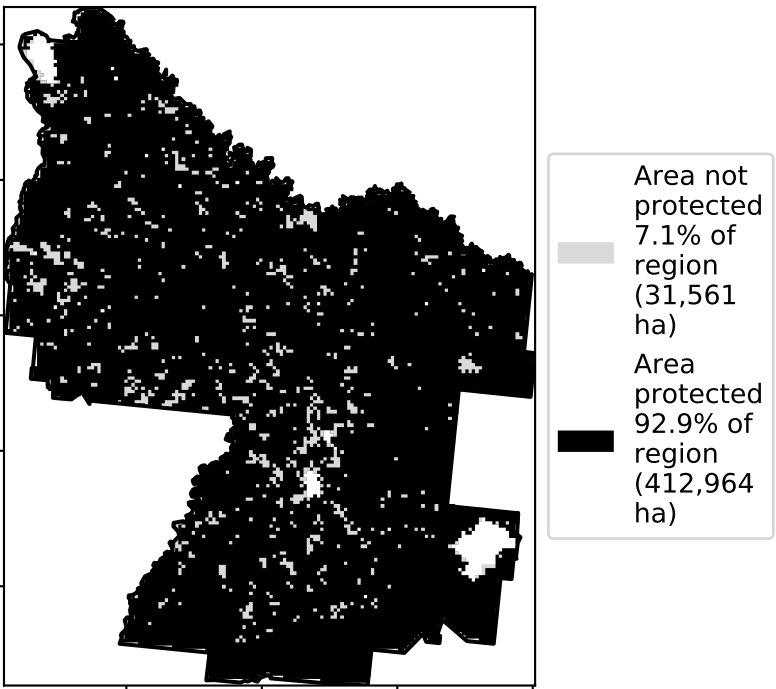 Area not
protected
7.1% of
region
(31,561
ha)
Area
protected
92.9% of
region
(412,964
ha)